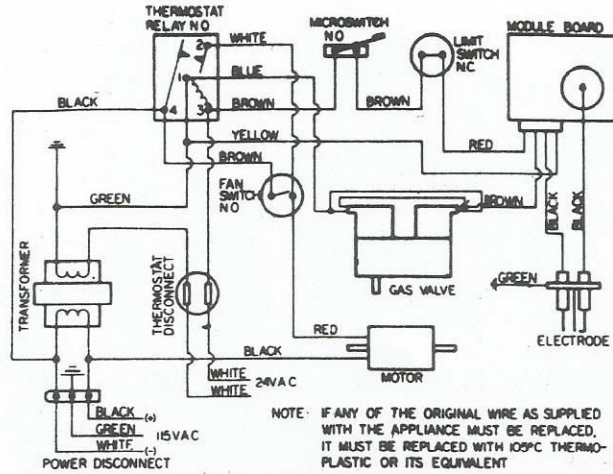 THERMOSTAT
RELAY NO
MICROSWITCH
NO
MODULE BOARD
2
WHITE
LIMIT
SWITCH
NC
1
BLUE
BLACK
4
BROWN
3
BROWN
YELLOW
RED
BROWN
FAN
SWITCH
NO
GREEN
BROWN
BLACK
BLACK
TRANSFORMER
THERMOSTAT
DISCONNECT
GAS VALVE
GREEN
ELECTRODE
RED
BLACK
MOTOR
WHITE
24VAC
WHITE
BLACK (+)
GREEN 115VAC
WHITE (-)
POWER DISCONNECT
NOTE: IF ANY OF THE ORIGINAL WIRE AS SUPPLIED
WITH THE APPLIANCE MUST BE REPLACED,
IT MUST BE REPLACED WITH 105ºC THERMO-
PLASTIC OR ITS EQUIVALENT